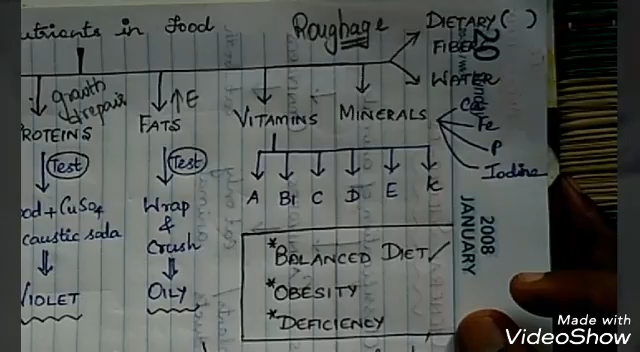 utrients in food
Roughage
DIETARY ( )
FIBER
WATER
growth
repair
ROTEINS
↑E
FATS
VITAMINS
MINERALS
Ca
Fe
P
Iodine
Test
Test
A B1 C D E K
od + CuSO4
caustic soda
VIOLET
Wrap
&
Crush
OILY
*BALANCED DIET ✓
*OBESITY
*DEFICIENCY
20
2008
JANUARY
Made with
VideoShow